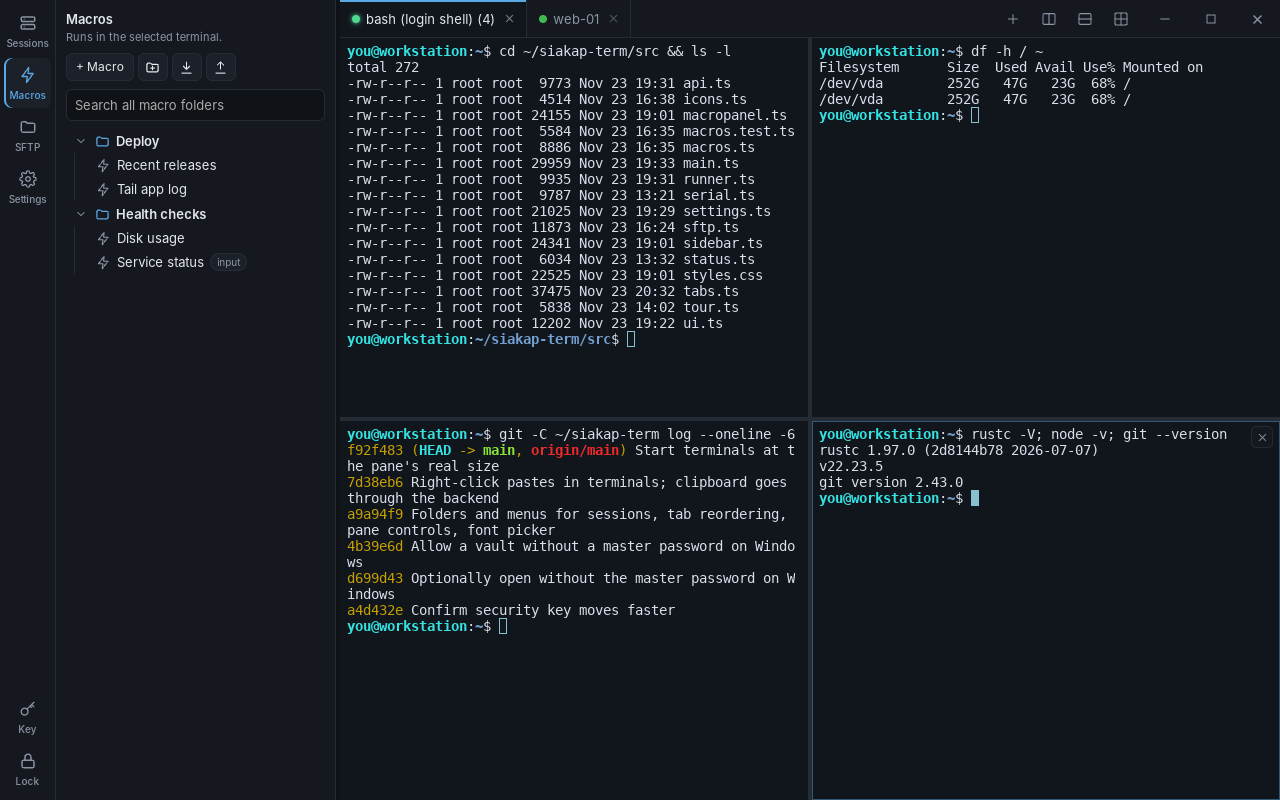 Sessions
Macros
SFTP
Settings
Key
Lock
Macros
Runs in the selected terminal.
+ Macro
Search all macro folders
Deploy
Recent releases
Tail app log
Health checks
Disk usage
Service status input
bash (login shell) (4)
web-01
you@workstation:~$ cd ~/siakap-term/src && ls -l
total 272
-rw-r--r-- 1 root root  9773 Nov 23 19:31 api.ts
-rw-r--r-- 1 root root  4514 Nov 23 16:38 icons.ts
-rw-r--r-- 1 root root 24155 Nov 23 19:01 macropanel.ts
-rw-r--r-- 1 root root  5584 Nov 23 16:35 macros.test.ts
-rw-r--r-- 1 root root  8886 Nov 23 16:35 macros.ts
-rw-r--r-- 1 root root 29959 Nov 23 19:33 main.ts
-rw-r--r-- 1 root root  9935 Nov 23 19:31 runner.ts
-rw-r--r-- 1 root root  9787 Nov 23 13:21 serial.ts
-rw-r--r-- 1 root root 21025 Nov 23 19:29 settings.ts
-rw-r--r-- 1 root root 11873 Nov 23 16:24 sftp.ts
-rw-r--r-- 1 root root 24341 Nov 23 19:01 sidebar.ts
-rw-r--r-- 1 root root  6034 Nov 23 13:32 status.ts
-rw-r--r-- 1 root root 22525 Nov 23 19:01 styles.css
-rw-r--r-- 1 root root 37475 Nov 23 20:32 tabs.ts
-rw-r--r-- 1 root root  5838 Nov 23 14:02 tour.ts
-rw-r--r-- 1 root root 12202 Nov 23 19:22 ui.ts
you@workstation:~/siakap-term/src$
you@workstation:~$ df -h / ~
Filesystem      Size  Used Avail Use% Mounted on
/dev/vda        252G   47G   23G  68% /
/dev/vda        252G   47G   23G  68% /
you@workstation:~$
you@workstation:~$ git -C ~/siakap-term log --oneline -6
f92f483 (HEAD -> main, origin/main) Start terminals at t
he pane's real size
7d38eb6 Right-click pastes in terminals; clipboard goes
through the backend
a9a94f9 Folders and menus for sessions, tab reordering,
pane controls, font picker
4b39e6d Allow a vault without a master password on Windo
ws
d699d43 Optionally open without the master password on W
indows
a4d432e Confirm security key moves faster
you@workstation:~$
you@workstation:~$ rustc -V; node -v; git --version
rustc 1.97.0 (2d8144b78 2026-07-07)
v22.23.5
git version 2.43.0
you@workstation:~$